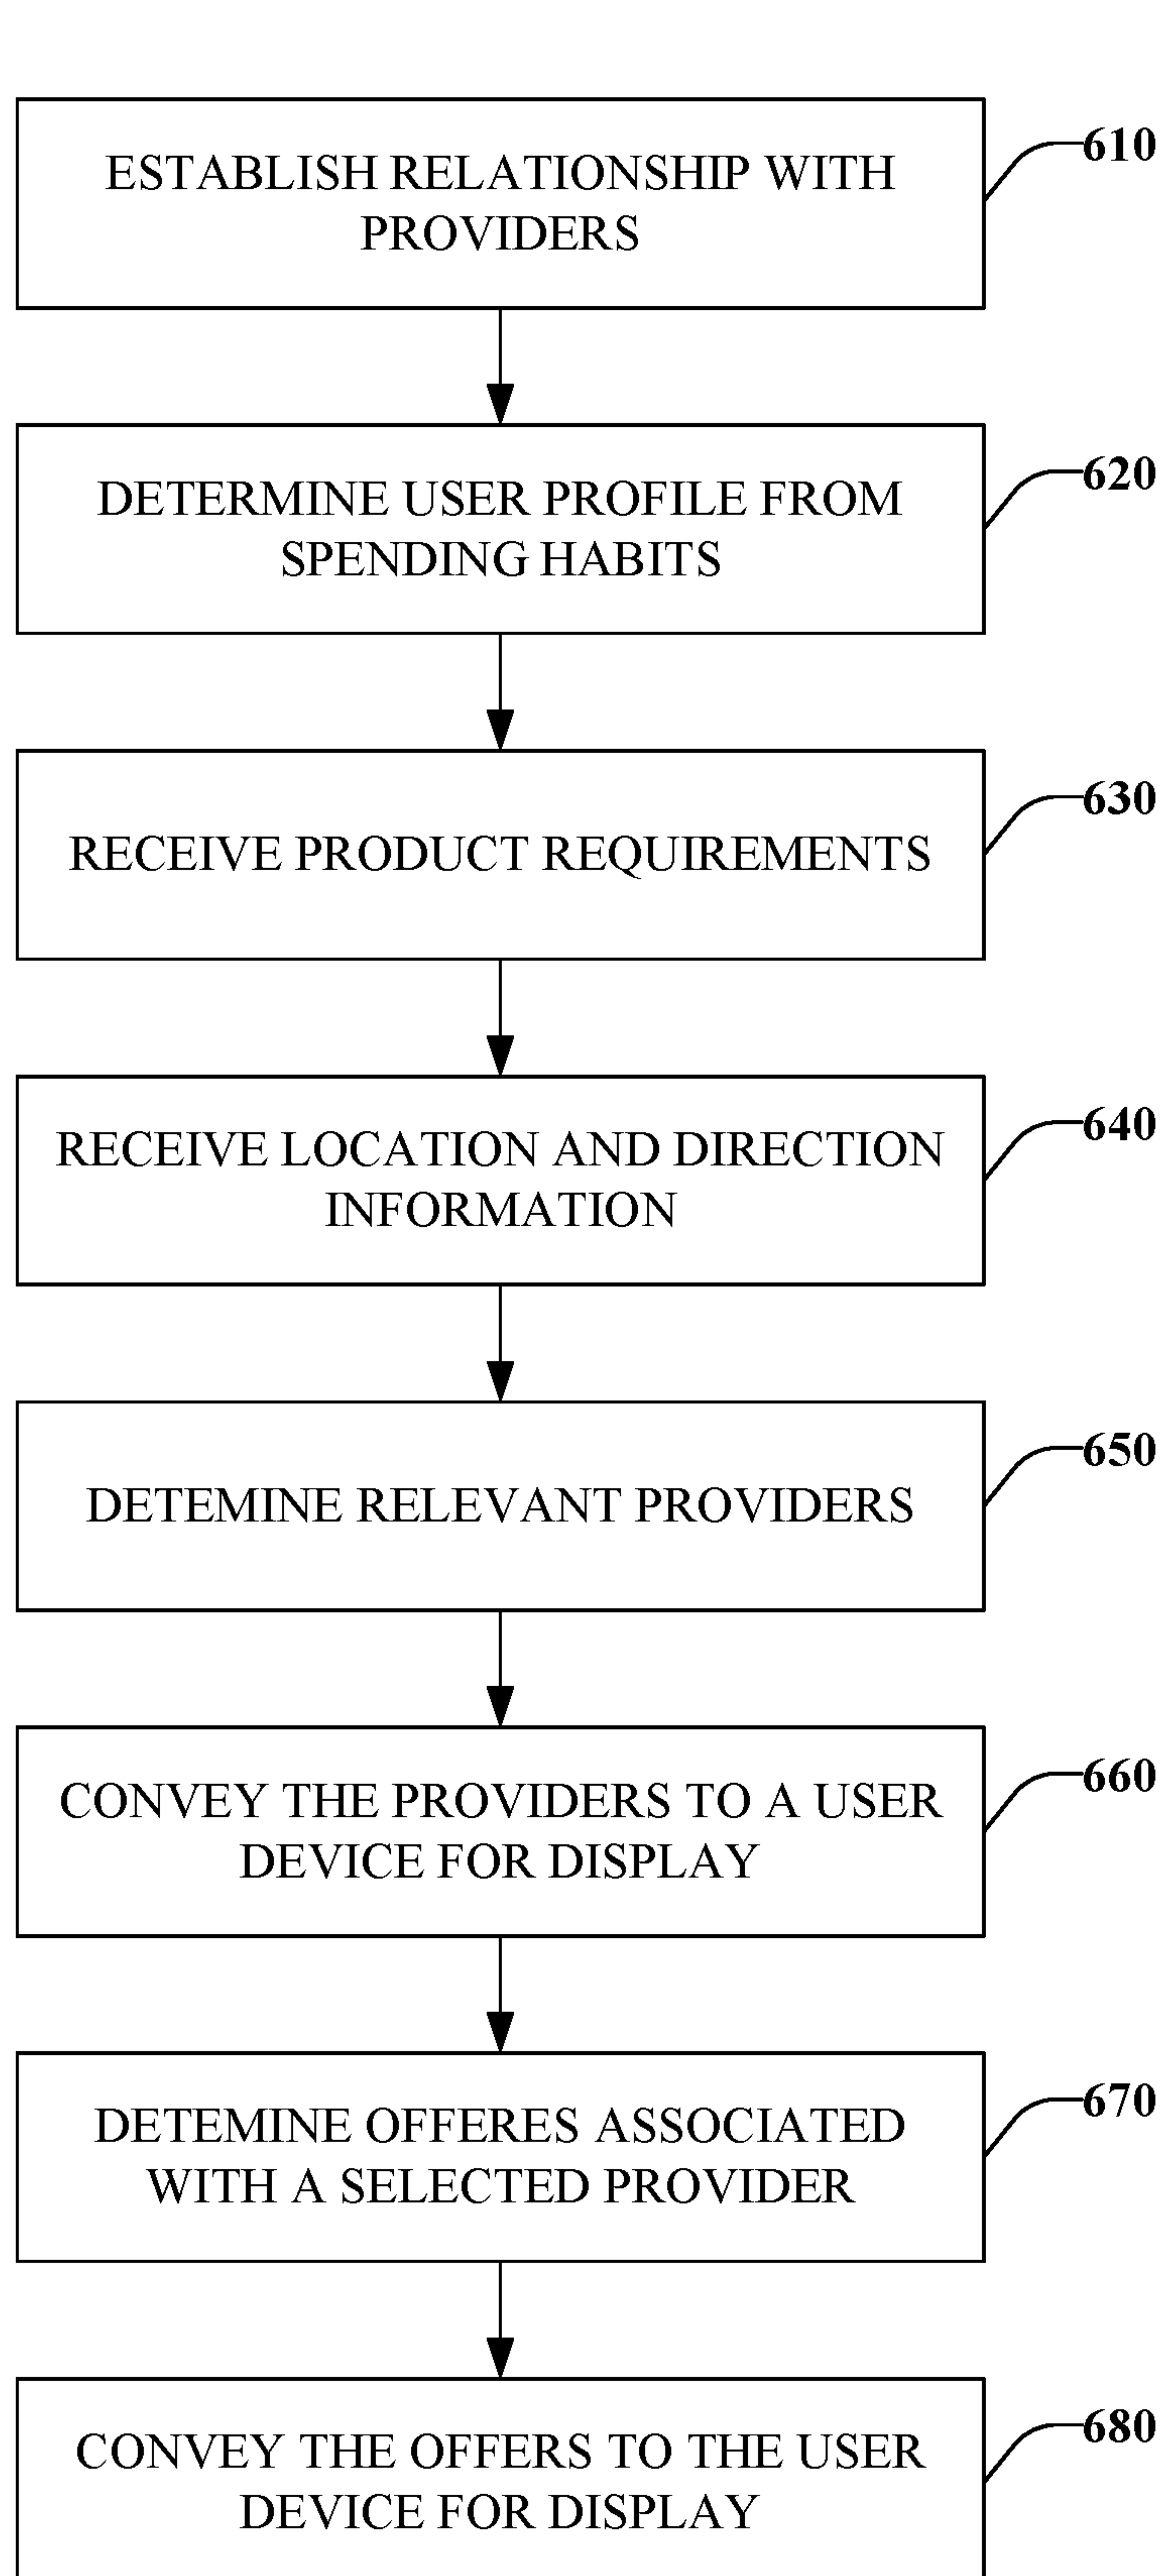 ESTABLISH RELATIONSHIP WITH
PROVIDERS
610
DETERMINE USER PROFILE FROM
SPENDING HABITS
620
RECEIVE PRODUCT REQUIREMENTS
630
RECEIVE LOCATION AND DIRECTION
INFORMATION
640
DETEMINE RELEVANT PROVIDERS
650
CONVEY THE PROVIDERS TO A USER
DEVICE FOR DISPLAY
660
DETEMINE OFFERES ASSOCIATED
WITH A SELECTED PROVIDER
670
CONVEY THE OFFERS TO THE USER
DEVICE FOR DISPLAY
680